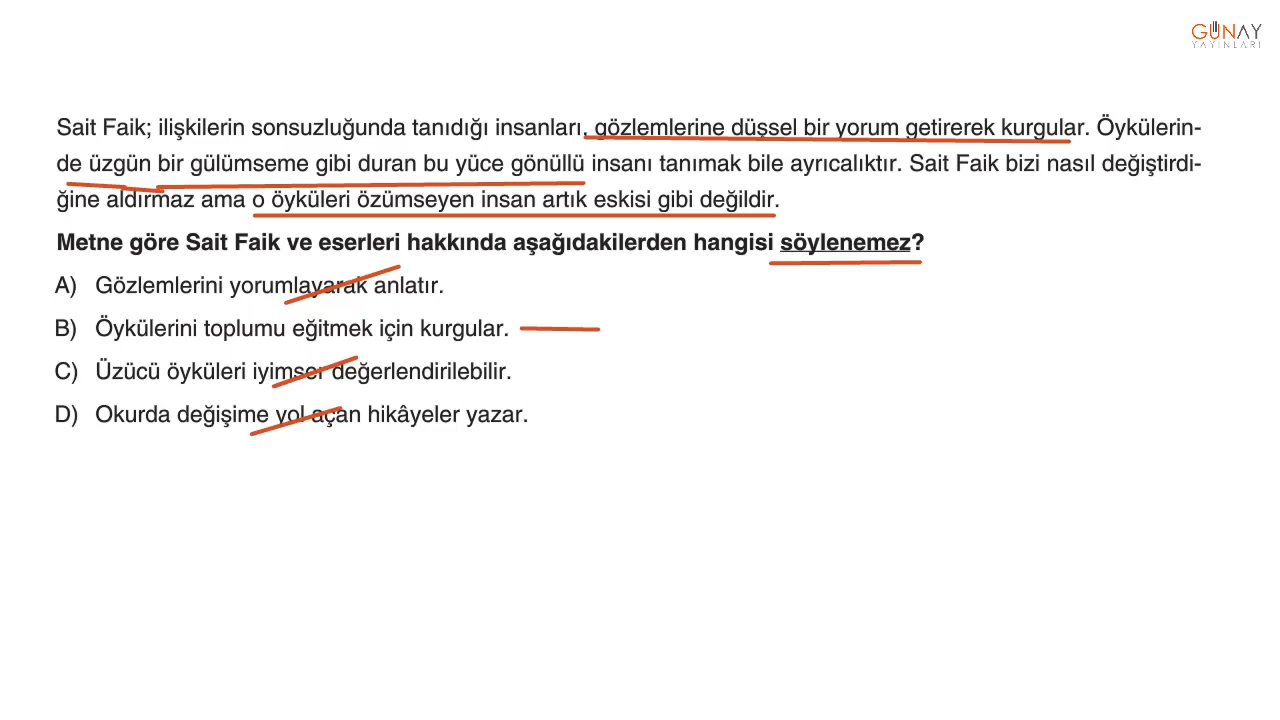 GÜNAY
YAYINLARI
Sait Faik; ilişkilerin sonsuzluğunda tanıdığı insanları, gözlemlerine düşsel bir yorum getirerek kurgular. Öykülerin-
de üzgün bir gülümseme gibi duran bu yüce gönüllü insanı tanımak bile ayrıcalıktır. Sait Faik bizi nasıl değiştirdi-
ğine aldırmaz ama o öyküleri özümseyen insan artık eskisi gibi değildir.
Metne göre Sait Faik ve eserleri hakkında aşağıdakilerden hangisi söylenemez?
A) Gözlemlerini yorumlayarak anlatır.
B) Öykülerini toplumu eğitmek için kurgular.
C) Üzücü öyküleri iyimser değerlendirilebilir.
D) Okurda değişime yol açan hikâyeler yazar.